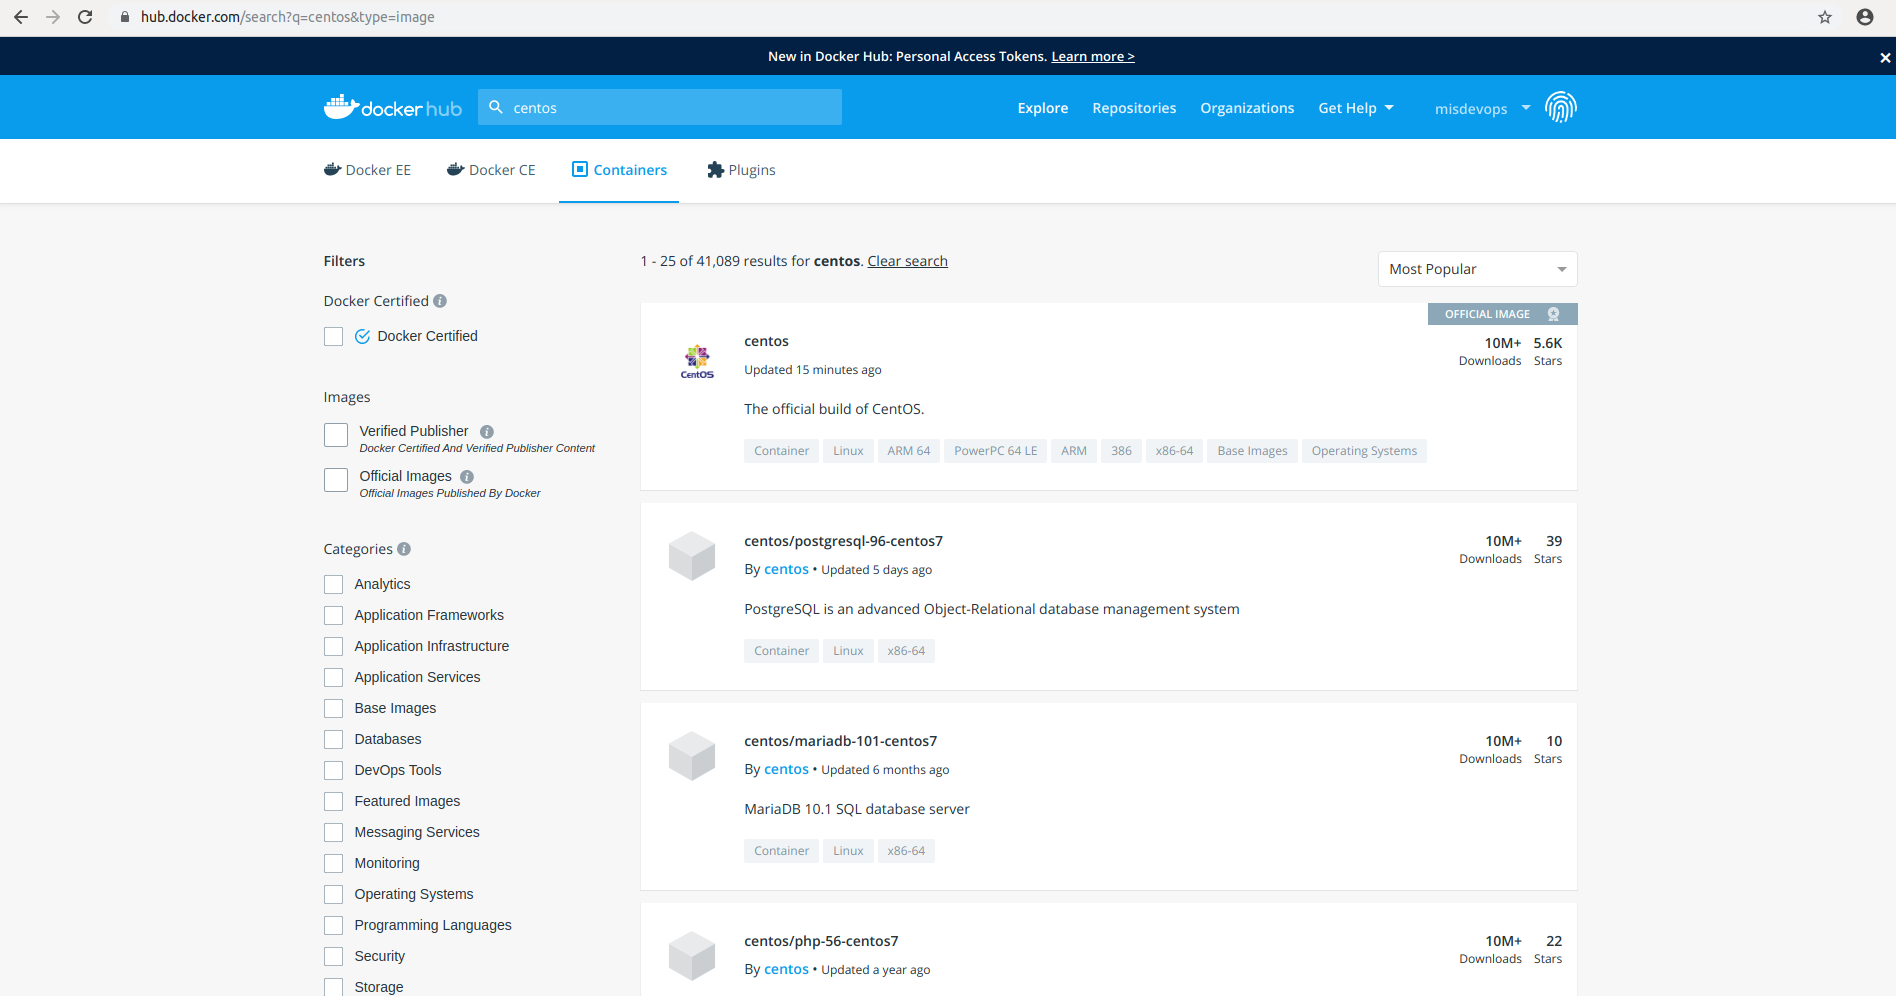 hub.docker.com/search?q=centos&type=image
New in Docker Hub: Personal Access Tokens. Learn more >
docker hub
centos
Explore Repositories Organizations Get Help misdevops
Docker EE Docker CE Containers Plugins
Filters
Docker Certified
Docker Certified
Images
Verified Publisher
Docker Certified And Verified Publisher Content
Official Images
Official Images Published By Docker
Categories
Analytics
Application Frameworks
Application Infrastructure
Application Services
Base Images
Databases
DevOps Tools
Featured Images
Messaging Services
Monitoring
Operating Systems
Programming Languages
Security
Storage
1 - 25 of 41,089 results for centos. Clear search
Most Popular
OFFICIAL IMAGE
CentOS
centos
10M+ 5.6K
Downloads Stars
Updated 15 minutes ago
The official build of CentOS.
Container Linux ARM 64 PowerPC 64 LE ARM 386 x86-64 Base Images Operating Systems
centos/postgresql-96-centos7
10M+ 39
Downloads Stars
By centos • Updated 5 days ago
PostgreSQL is an advanced Object-Relational database management system
Container Linux x86-64
centos/mariadb-101-centos7
10M+ 10
Downloads Stars
By centos • Updated 6 months ago
MariaDB 10.1 SQL database server
Container Linux x86-64
centos/php-56-centos7
10M+ 22
Downloads Stars
By centos • Updated a year ago